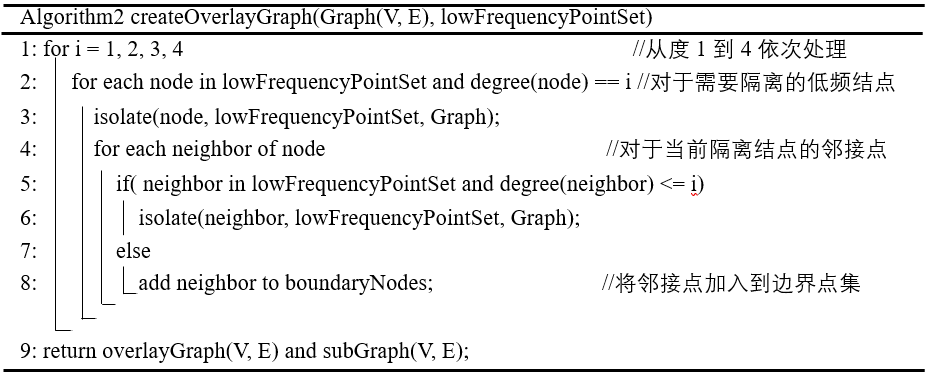 Algorithm2 createOverlayGraph(Graph(V, E), lowFrequencyPointSet)
1: for i = 1, 2, 3, 4 //从度 1 到 4 依次处理
2: for each node in lowFrequencyPointSet and degree(node) == i //对于需要隔离的低频结点
3: isolate(node, lowFrequencyPointSet, Graph);
4: for each neighbor of node //对于当前隔离结点的邻接点
5: if( neighbor in lowFrequencyPointSet and degree(neighbor) <= i)
6: isolate(neighbor, lowFrequencyPointSet, Graph);
7: else
8: add neighbor to boundaryNodes; //将邻接点加入到边界点集
9: return overlayGraph(V, E) and subGraph(V, E);